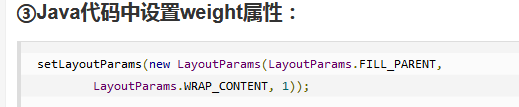 ③Java代码中设置weight属性：
setLayoutParams(new LayoutParams(LayoutParams.FILL_PARENT,
LayoutParams.WRAP_CONTENT, 1));